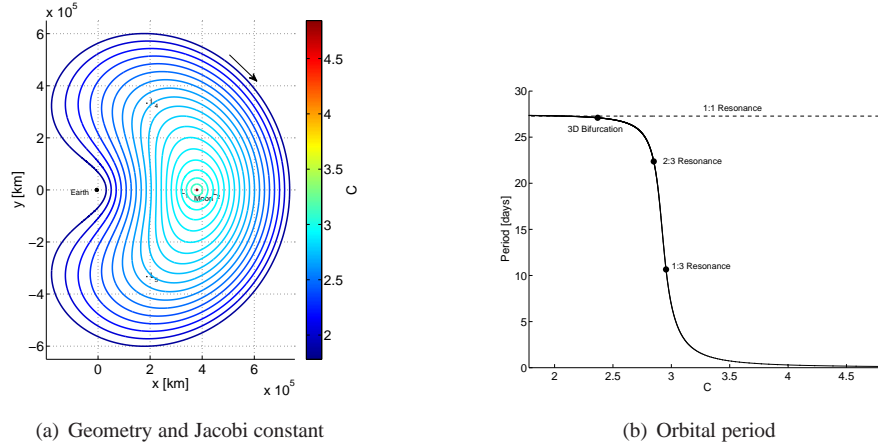 x 10^5
6
4
2
0
−2
−4
−6
y [km]
Earth
Moon
L4
L5
0
2
4
6
x [km]
x 10^5
4.5
4
3.5
3
2.5
2
C
30
25
20
15
10
5
0
Period [days]
1:1 Resonance
3D Bifurcation
2:3 Resonance
1:3 Resonance
2
2.5
3
3.5
4
4.5
C
(a) Geometry and Jacobi constant
(b) Orbital period